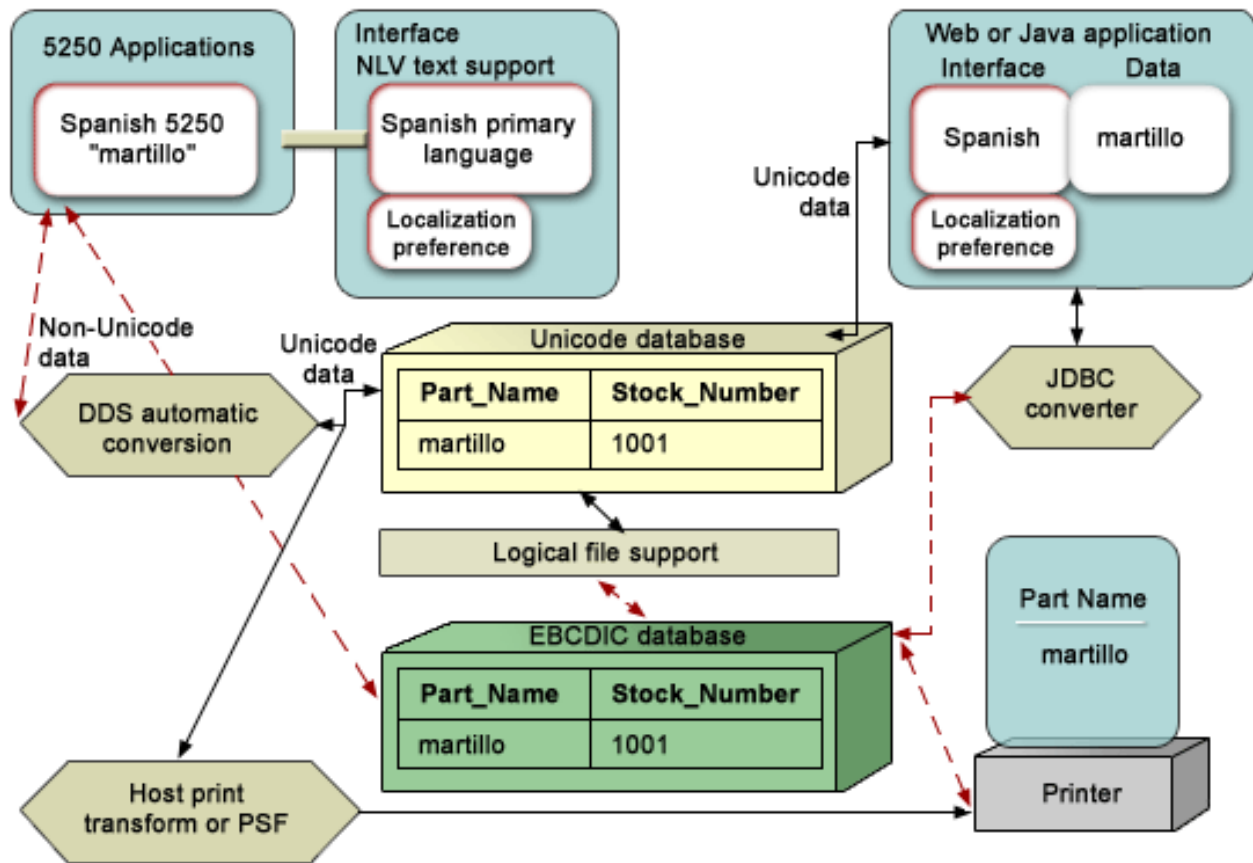 5250 Applications
Spanish 5250
"martillo"
Interface
NLV text support
Spanish primary
language
Localization
preference
Web or Java application
Interface Data
Spanish
martillo
Localization
preference
Unicode
data
Non-Unicode
data
Unicode
data
DDS automatic
conversion
Unicode database
Part_Name Stock_Number
martillo 1001
JDBC
converter
Logical file support
EBCDIC database
Part_Name Stock_Number
martillo 1001
Part Name
martillo
Host print
transform or PSF
Printer